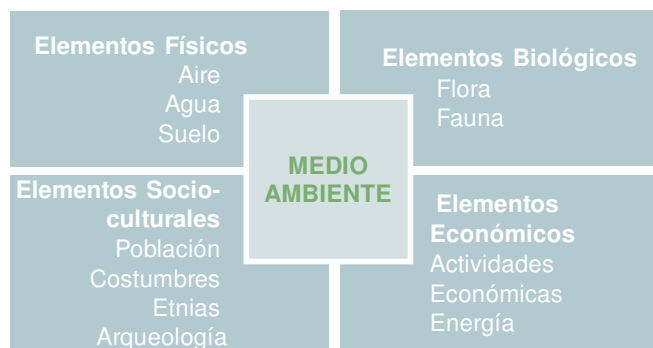 Elementos Físicos
Aire
Agua
Suelo
Elementos Biológicos
Flora
Fauna
MEDIO
AMBIENTE
Elementos Socio-
culturales
Población
Costumbres
Etnias
Arqueología
Elementos
Económicos
Actividades
Económicas
Energía